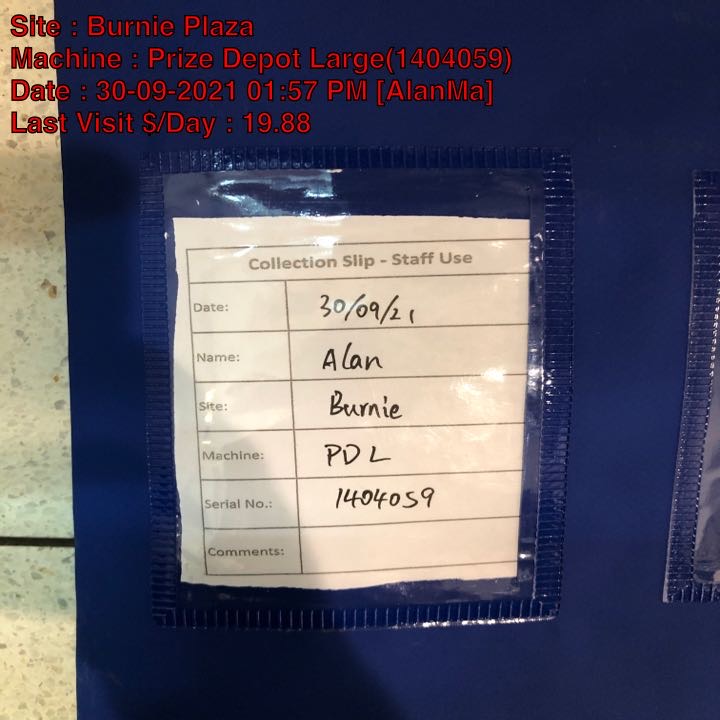 Site : Burnie Plaza
Machine : Prize Depot Large(1404059)
Date : 30-09-2021 01:57 PM [AlanMa]
Last Visit $/Day : 19.88
Collection Slip - Staff Use
Date: 30/09/21
Name: Alan
Site: Burnie
Machine: PDL
Serial No.: 1404059
Comments: